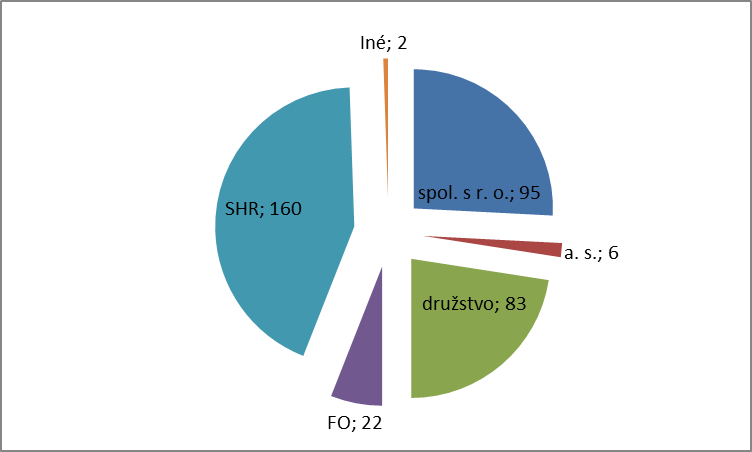 Iné; 2
spol. s r. o.; 95
SHR; 160
a. s.; 6
družstvo; 83
FO; 22